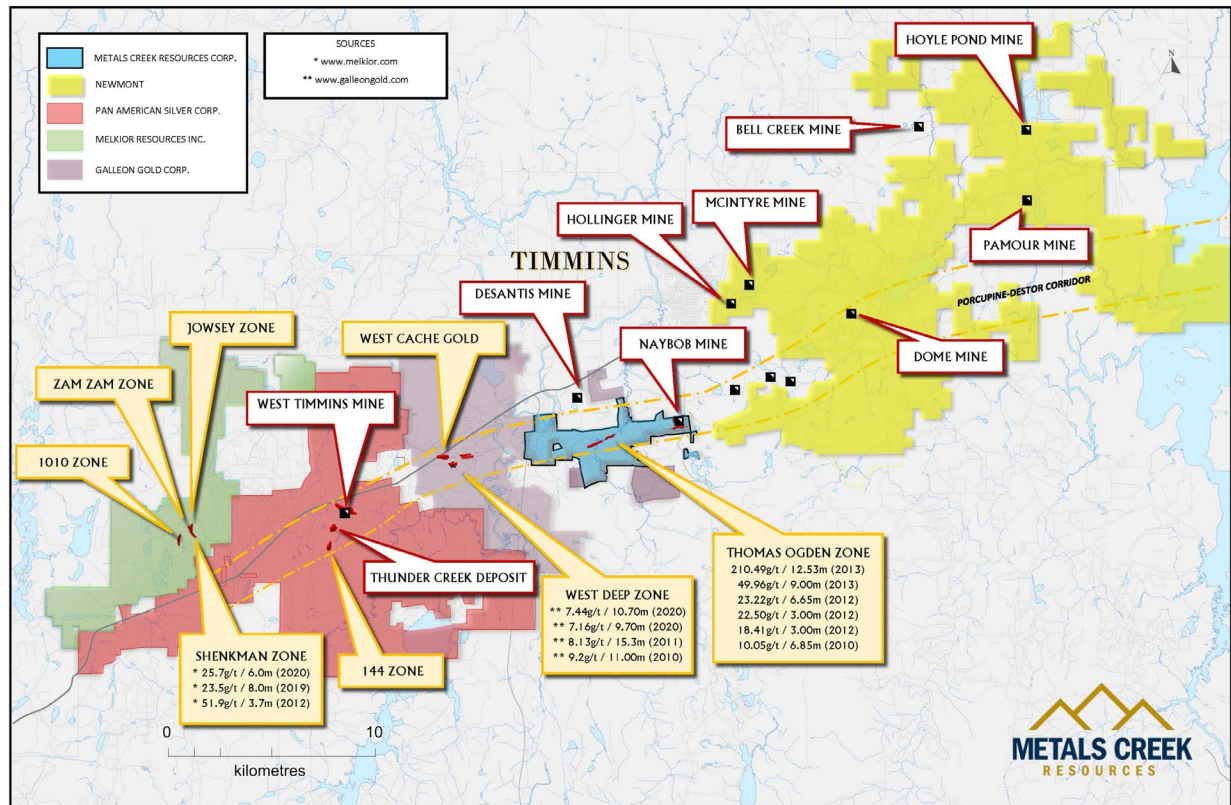 METALS CREEK RESOURCES CORP.
NEWMONT
PAN AMERICAN SILVER CORP.
MELKIOR RESOURCES INC.
GALLEON GOLD CORP.
SOURCES
* www.melkior.com
** www.galleongold.com
HOYLE POND MINE
N
BELL CREEK MINE
MCINTYRE MINE
HOLLINGER MINE
PAMOUR MINE
TIMMINS
DESANTIS MINE
PORCUPINE-DESTOR CORRIDOR
JOWSEY ZONE
WEST CACHE GOLD
NAYBOB MINE
DOME MINE
ZAM ZAM ZONE
WEST TIMMINS MINE
1010 ZONE
THUNDER CREEK DEPOSIT
THOMAS OGDEN ZONE
210.49g/t / 12.53m (2013)
49.96g/t / 9.00m (2013)
23.22g/t / 6.65m (2012)
22.50g/t / 3.00m (2012)
18.41g/t / 3.00m (2012)
10.05g/t / 6.85m (2010)
WEST DEEP ZONE
** 7.44g/t / 10.70m (2020)
** 7.16g/t / 9.70m (2020)
** 8.13g/t / 15.3m (2011)
** 9.2g/t / 11.00m (2010)
SHENKMAN ZONE
* 25.7g/t / 6.0m (2020)
* 23.5g/t / 8.0m (2019)
* 51.9g/t / 3.7m (2012)
144 ZONE
0 10
kilometres
METALS CREEK
RESOURCES